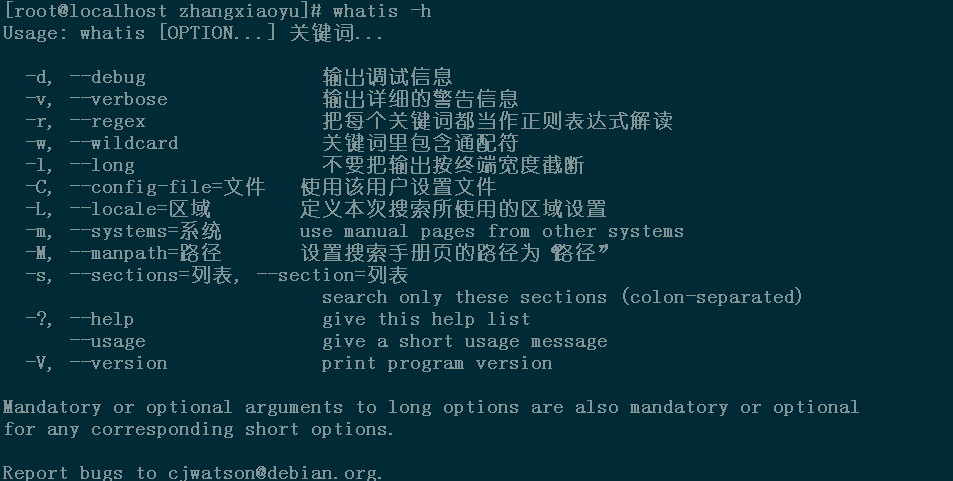 [root@localhost zhangxiaoyu]# whatis -h
Usage: whatis [OPTION...] 关键词...
-d, --debug 输出调试信息
-v, --verbose 输出详细的警告信息
-r, --regex 把每个关键词都当作正则表达式解读
-w, --wildcard 关键词里包含通配符
-l, --long 不要把输出按终端宽度截断
-C, --config-file=文件 使用该用户设置文件
-L, --locale=区域 定义本次搜索所使用的区域设置
-m, --systems=系统 use manual pages from other systems
-M, --manpath=路径 设置搜索手册页的路径为“路径”
-s, --sections=列表, --section=列表
search only these sections (colon-separated)
-?, --help give this help list
--usage give a short usage message
-V, --version print program version
Mandatory or optional arguments to long options are also mandatory or optional
for any corresponding short options.
Report bugs to cjwatson@debian.org.